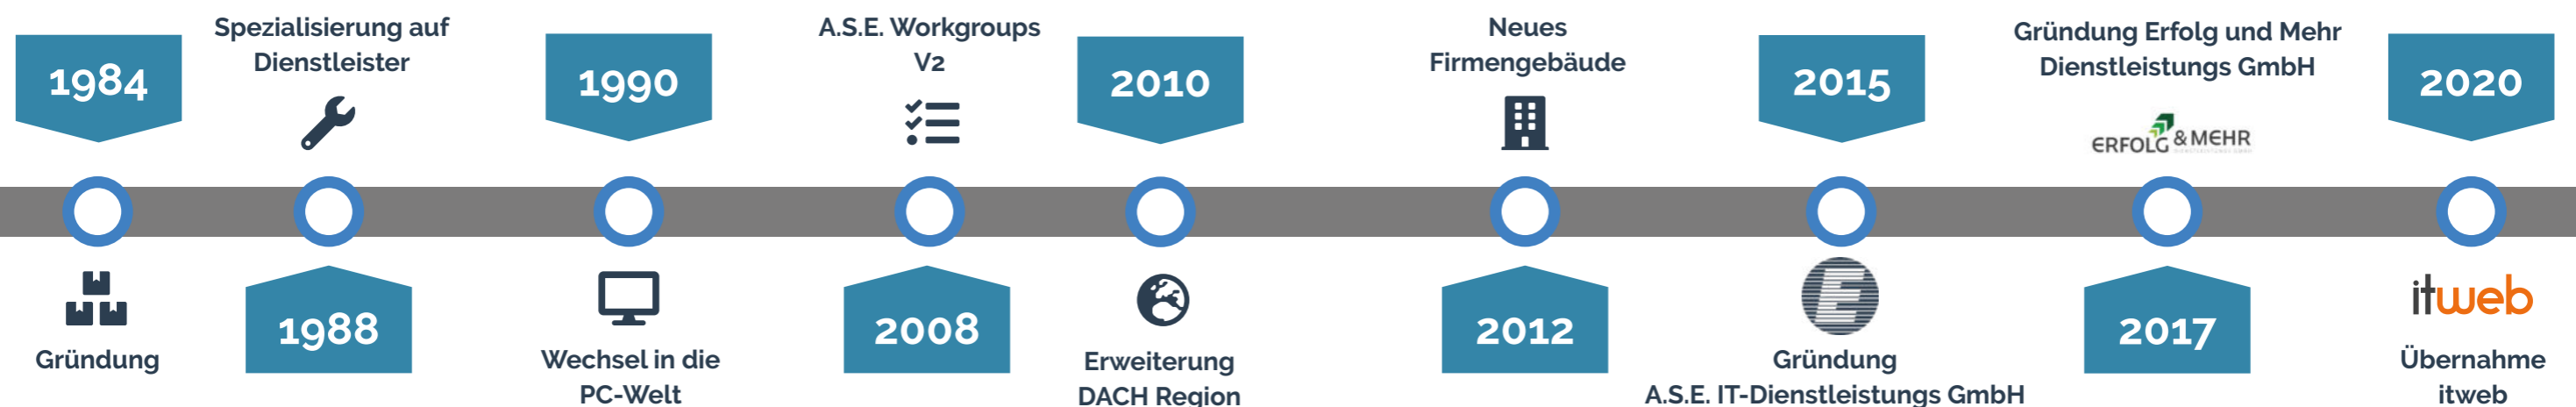 1984
Gründung
Spezialisierung auf
Dienstleister
1988
1990
Wechsel in die
PC-Welt
A.S.E. Workgroups
V2
2008
2010
Erweiterung
DACH Region
Neues
Firmengebäude
2012
2015
E
Gründung
A.S.E. IT-Dienstleistungs GmbH
Gründung Erfolg und Mehr
Dienstleistungs GmbH
ERFOLG & MEHR
DIENSTLEISTUNGS GMBH
2017
2020
itweb
Übernahme
itweb